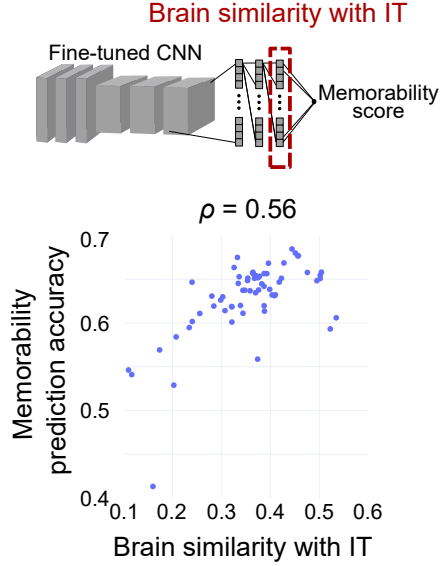 Brain similarity with IT
Fine-tuned CNN
Memorability
score
ρ = 0.56
Memorability
prediction accuracy
0.7
0.6
0.5
0.4
0.1 0.2 0.3 0.4 0.5 0.6
Brain similarity with IT